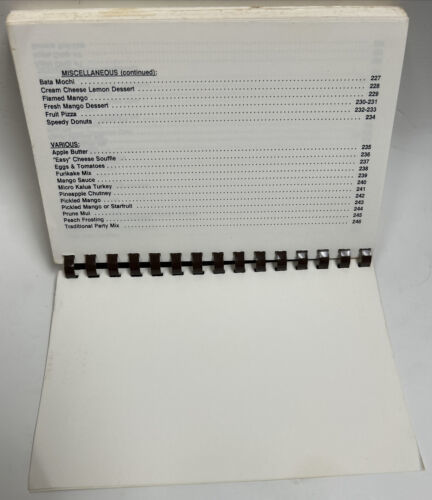 MISCELLANEOUS (continued):
Bata Mochi 227
Cream Cheese Lemon Dessert 228
Flamed Mango 229
Fresh Mango Dessert 230-231
Fruit Pizza 232-233
Speedy Donuts 234
VARIOUS:
Apple Butter 235
"Easy" Cheese Souffle 236
Eggs & Tomatoes 237
Furikake Mix 238
Mango Sauce 239
Micro Kalua Turkey 240
Pineapple Chutney 241
Pickled Mango 242
Pickled Mango or Starfruit 243
Prune Mui 244
Peach Frosting 245
Traditional Party Mix 246